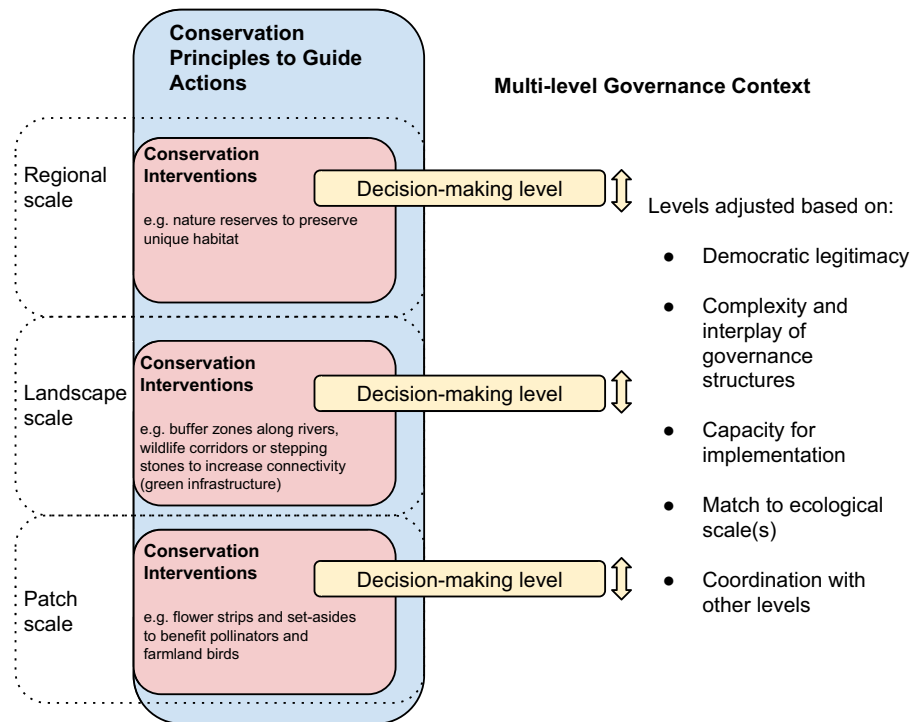 Conservation
Principles to Guide
Actions
Multi-level Governance Context
Regional
scale
Conservation
Interventions
e.g. nature reserves to preserve
unique habitat
Decision-making level
Landscape
scale
Conservation
Interventions
e.g. buffer zones along rivers,
wildlife corridors or stepping
stones to increase connectivity
(green infrastructure)
Decision-making level
Patch
scale
Conservation
Interventions
e.g. flower strips and set-asides
to benefit pollinators and
farmland birds
Decision-making level
Levels adjusted based on:
● Democratic legitimacy
● Complexity and
interplay of
governance
structures
● Capacity for
implementation
● Match to ecological
scale(s)
● Coordination with
other levels